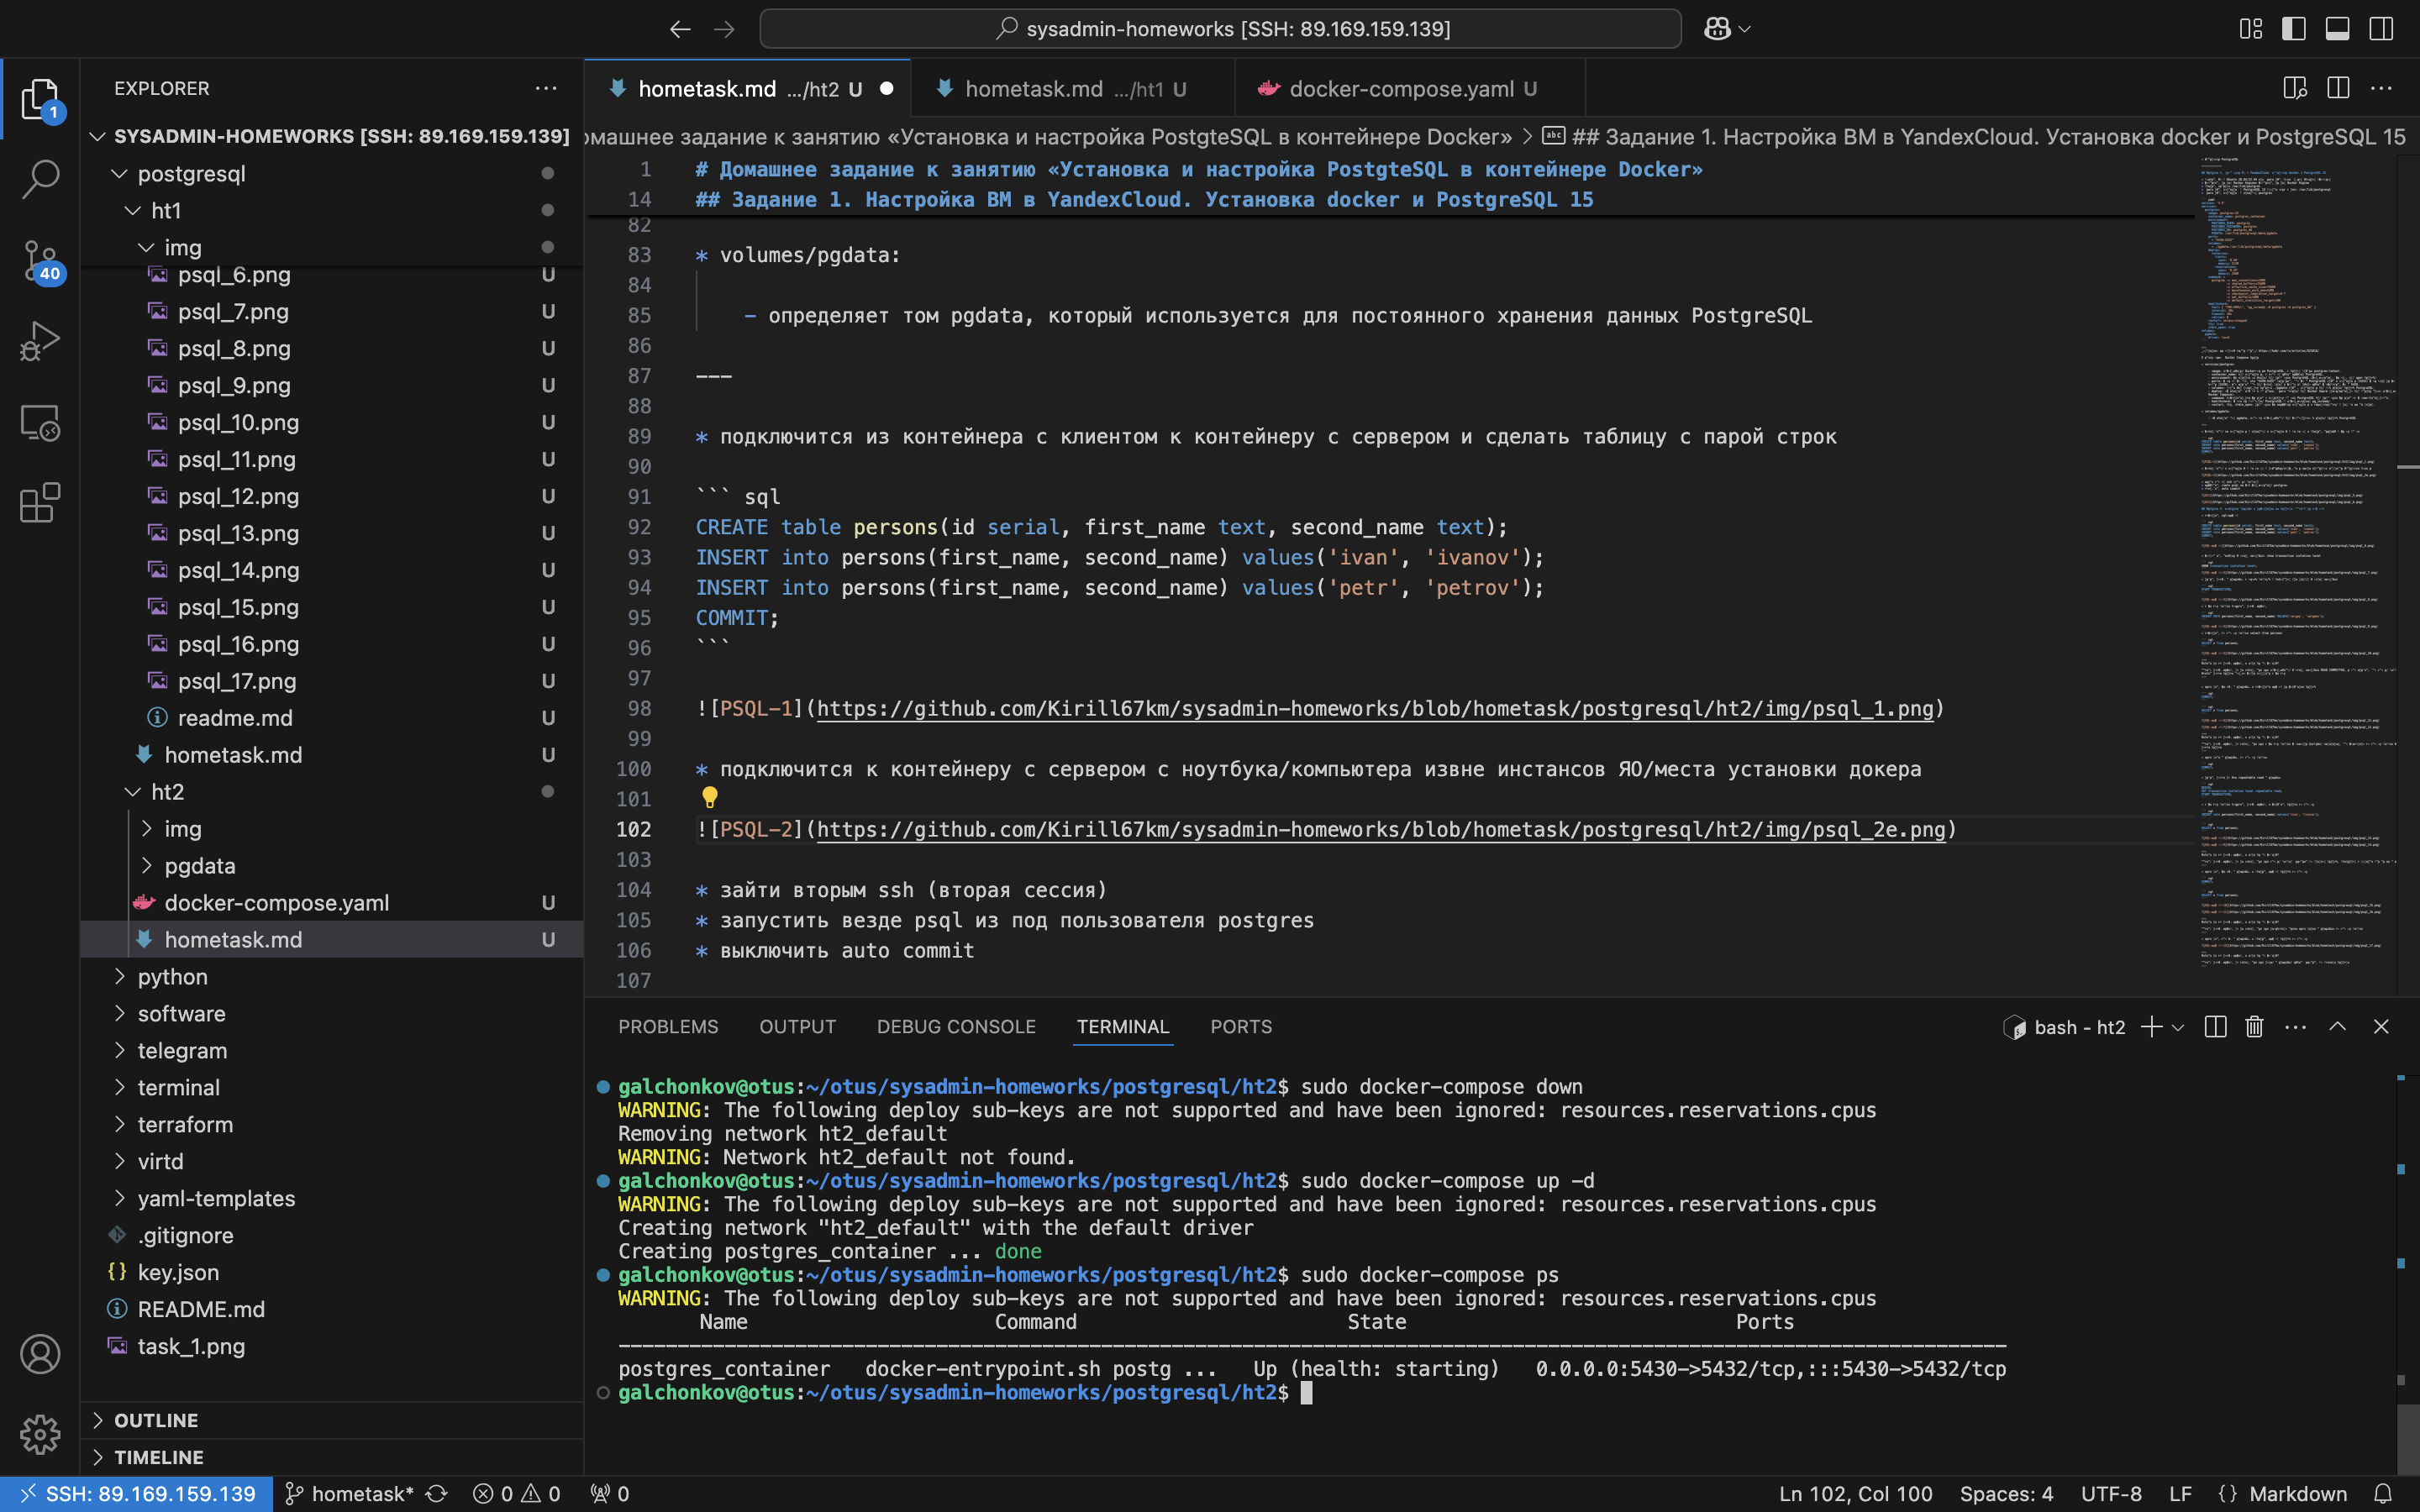 sysadmin-homeworks [SSH: 89.169.159.139]
EXPLORER
1
40
SYSADMIN-HOMEWORKS [SSH: 89.169.159.139]
postgresql
ht1
img
psql_6.png U
psql_7.png U
psql_8.png U
psql_9.png U
psql_10.png U
psql_11.png U
psql_12.png U
psql_13.png U
psql_14.png U
psql_15.png U
psql_16.png U
psql_17.png U
readme.md U
hometask.md U
ht2
img
pgdata
docker-compose.yaml U
hometask.md U
python
software
telegram
terminal
terraform
virtd
yaml-templates
.gitignore
key.json
README.md
task_1.png
OUTLINE
TIMELINE
hometask.md .../ht2 U
hometask.md .../ht1 U
docker-compose.yaml U
омашнее задание к занятию «Установка и настройка PostgteSQL в контейнере Docker» > ## Задание 1. Настройка ВМ в YandexCloud. Установка docker и PostgreSQL 15
1 # Домашнее задание к занятию «Установка и настройка PostgteSQL в контейнере Docker»
14 ## Задание 1. Настройка ВМ в YandexCloud. Установка docker и PostgreSQL 15
82
83 * volumes/pgdata:
84
85 - определяет том pgdata, который используется для постоянного хранения данных PostgreSQL
86
87 ---
88
89 * подключится из контейнера с клиентом к контейнеру с сервером и сделать таблицу с парой строк
90
91 ``` sql
92 CREATE table persons(id serial, first_name text, second_name text);
93 INSERT into persons(first_name, second_name) values('ivan', 'ivanov');
94 INSERT into persons(first_name, second_name) values('petr', 'petrov');
95 COMMIT;
96 ```
97
98 ![PSQL-1](https://github.com/Kirill67km/sysadmin-homeworks/blob/hometask/postgresql/ht2/img/psql_1.png)
99
100 * подключится к контейнеру с сервером с ноутбука/компьютера извне инстансов ЯО/места установки докера
101
102 ![PSQL-2](https://github.com/Kirill67km/sysadmin-homeworks/blob/hometask/postgresql/ht2/img/psql_2e.png)
103
104 * зайти вторым ssh (вторая сессия)
105 * запустить везде psql из под пользователя postgres
106 * выключить auto commit
107
PROBLEMS OUTPUT DEBUG CONSOLE TERMINAL PORTS
bash - ht2
galchonkov@otus:~/otus/sysadmin-homeworks/postgresql/ht2$ sudo docker-compose down
WARNING: The following deploy sub-keys are not supported and have been ignored: resources.reservations.cpus
Removing network ht2_default
WARNING: Network ht2_default not found.
galchonkov@otus:~/otus/sysadmin-homeworks/postgresql/ht2$ sudo docker-compose up -d
WARNING: The following deploy sub-keys are not supported and have been ignored: resources.reservations.cpus
Creating network "ht2_default" with the default driver
Creating postgres_container ... done
galchonkov@otus:~/otus/sysadmin-homeworks/postgresql/ht2$ sudo docker-compose ps
WARNING: The following deploy sub-keys are not supported and have been ignored: resources.reservations.cpus
Name Command State Ports
----------------------------------------------------------------------------------------------------------------------
postgres_container docker-entrypoint.sh postg ... Up (health: starting) 0.0.0.0:5430->5432/tcp,:::5430->5432/tcp
galchonkov@otus:~/otus/sysadmin-homeworks/postgresql/ht2$
SSH: 89.169.159.139 hometask* 0 0 0 Ln 102, Col 100 Spaces: 4 UTF-8 LF {} Markdown